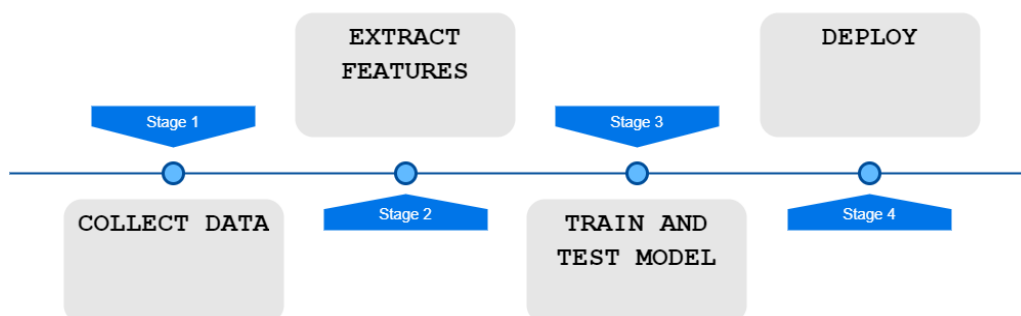 EXTRACT
FEATURES
DEPLOY
Stage 1
Stage 3
COLLECT DATA
Stage 2
TRAIN AND
TEST MODEL
Stage 4